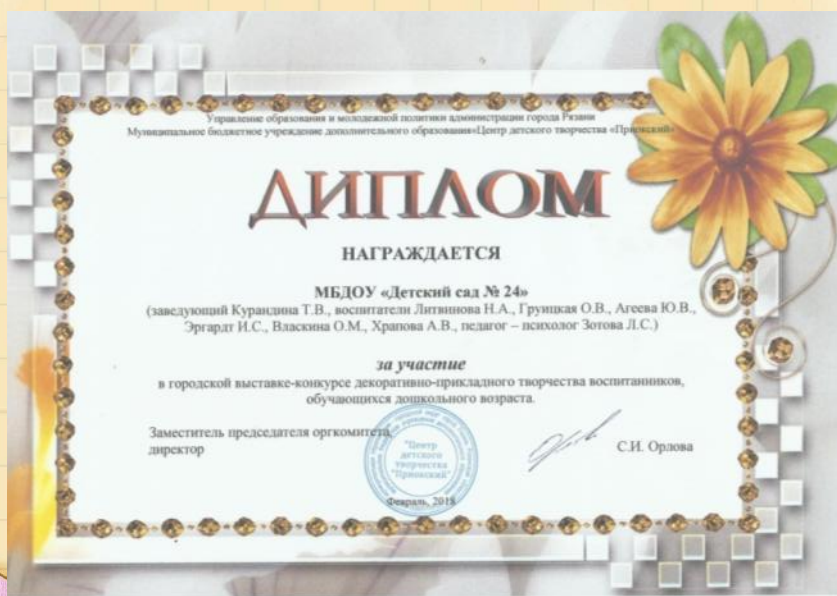 Управление образования и молодежной политики администрации города Рязани
Муниципальное бюджетное учреждение дополнительного образования«Центр детского творчества «Приокский»
ДИПЛОМ
НАГРАЖДАЕТСЯ
МБДОУ «Детский сад № 24»
(заведующий Курандина Т.В., воспитатели Литвинова Н.А., Груицкая О.В., Агеева Ю.В.,
Эргардт И.С., Власкина О.М., Храпова А.В., педагог – психолог Зотова Л.С.)
за участие
в городской выставке-конкурсе декоративно-прикладного творчества воспитанников,
обучающихся дошкольного возраста.
Заместитель председателя оргкомитета,
директор
"Центр
детского
творчества
"Приокский"
С.И. Орлова
Февраль, 2018